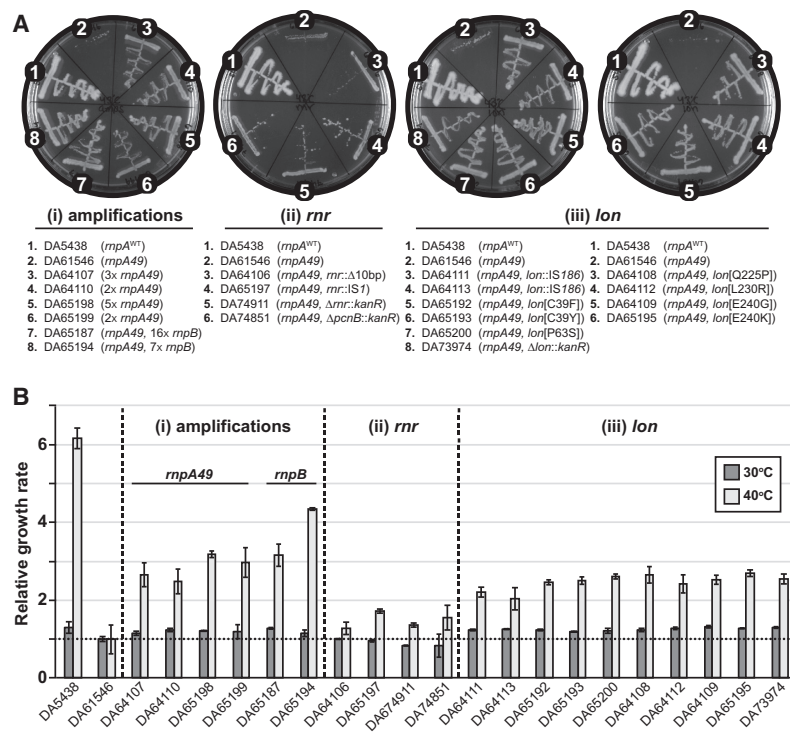 A
1 2 3 4 5 6 7 8
1 2 3 4 5 6
1 2 3 4 5 6 7 8
1 2 3 4 5 6
(i) amplifications
1. DA5438 (rnpAWT)
2. DA61546 (rnpA49)
3. DA64107 (3x rnpA49)
4. DA64110 (2x rnpA49)
5. DA65198 (5x rnpA49)
6. DA65199 (2x rnpA49)
7. DA65187 (rnpA49, 16x rnpB)
8. DA65194 (rnpA49, 7x rnpB)
(ii) rnr
1. DA5438 (rnpAWT)
2. DA61546 (rnpA49)
3. DA64106 (rnpA49, rnr::Δ10bp)
4. DA65197 (rnpA49, rnr::IS1)
5. DA74911 (rnpA49, Δrnr::kanR)
6. DA74851 (rnpA49, ΔpcnB::kanR)
(iii) lon
1. DA5438 (rnpAWT)
2. DA61546 (rnpA49)
3. DA64111 (rnpA49, lon::IS186)
4. DA64113 (rnpA49, lon::IS186)
5. DA65192 (rnpA49, lon[C39F])
6. DA65193 (rnpA49, lon[C39Y])
7. DA65200 (rnpA49, lon[P63S])
8. DA73974 (rnpA49, Δlon::kanR)
1. DA5438 (rnpAWT)
2. DA61546 (rnpA49)
3. DA64108 (rnpA49, lon[Q225P])
4. DA64112 (rnpA49, lon[L230R])
5. DA64109 (rnpA49, lon[E240G])
6. DA65195 (rnpA49, lon[E240K])
B
Relative growth rate
6
4
2
0
(i) amplifications
rnpA49
rnpB
(ii) rnr
(iii) lon
30°C
40°C
DA5438
DA61546
DA64107
DA64110
DA65198
DA65199
DA65187
DA65194
DA64106
DA65197
DA674911
DA74851
DA64111
DA64113
DA65192
DA65193
DA65200
DA64108
DA64112
DA64109
DA65195
DA73974